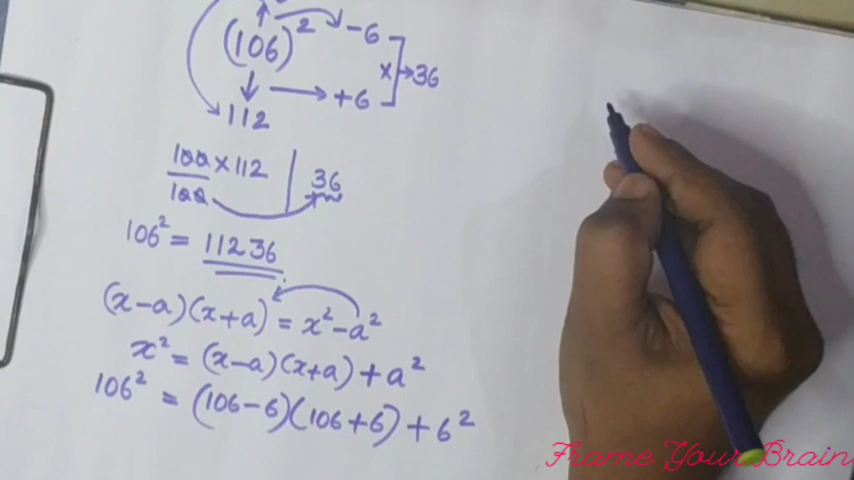 (106)² -6
× → 36
+6
112
100 × 112 | 36
100
106² = 11236
(x-a)(x+a) = x²-a²
x² = (x-a)(x+a) + a²
106² = (106-6)(106+6) + 6²
Frame Your Brain